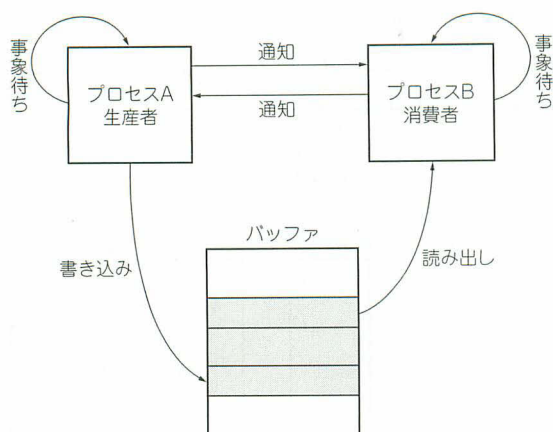 事象待ち
プロセスA
生産者
通知
通知
プロセスB
消費者
事象待ち
バッファ
書き込み
読み出し